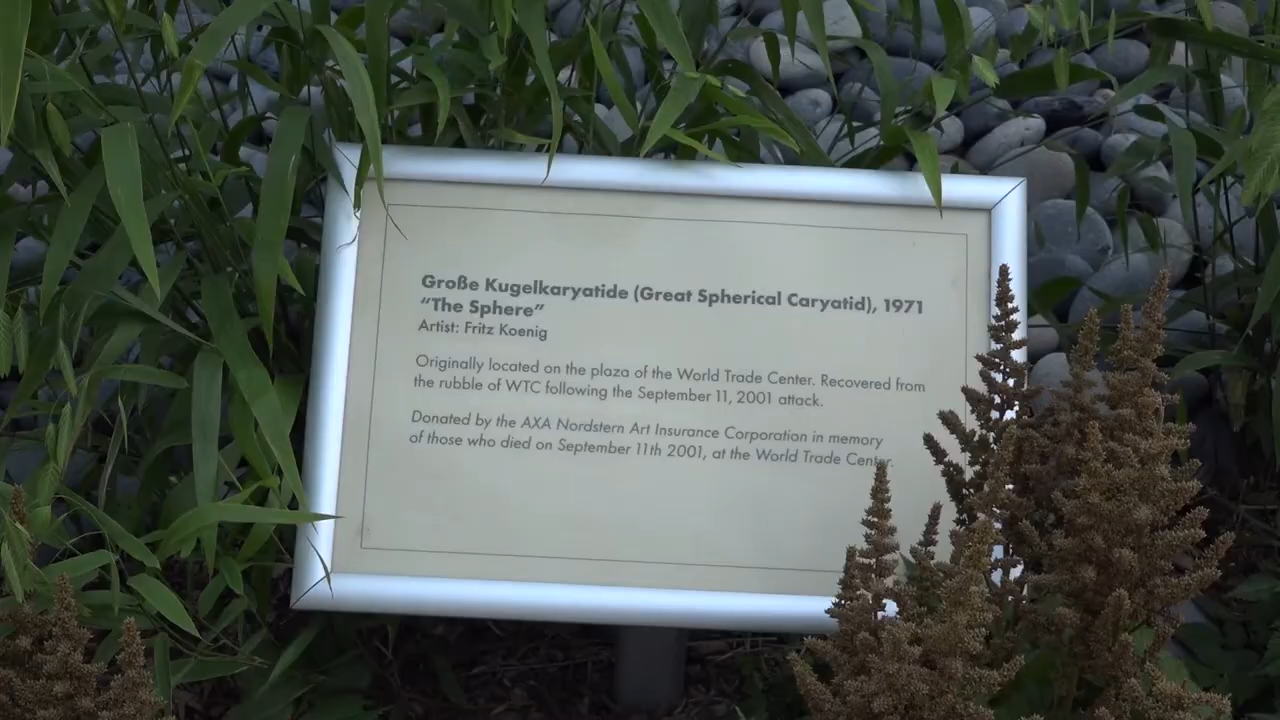 Große Kugelkaryatide (Great Spherical Caryatid), 1971
“The Sphere”
Artist: Fritz Koenig
Originally located on the plaza of the World Trade Center. Recovered from
the rubble of WTC following the September 11, 2001 attack.
Donated by the AXA Nordstern Art Insurance Corporation in memory
of those who died on September 11th 2001, at the World Trade Center.